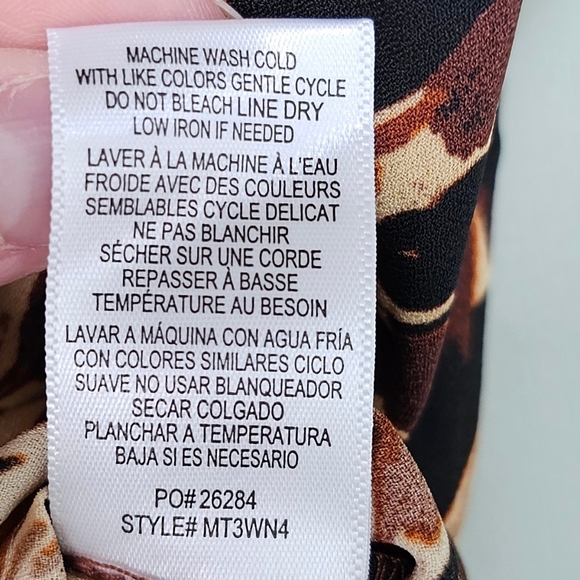 MACHINE WASH COLD
WITH LIKE COLORS GENTLE CYCLE
DO NOT BLEACH LINE DRY
LOW IRON IF NEEDED
LAVER À LA MACHINE À L'EAU
FROIDE AVEC DES COULEURS
SEMBLABLES CYCLE DELICAT
NE PAS BLANCHIR
SÉCHER SUR UNE CORDE
REPASSER À BASSE
TEMPÉRATURE AU BESOIN
LAVAR A MÁQUINA CON AGUA FRÍA
CON COLORES SIMILARES CICLO
SUAVE NO USAR BLANQUEADOR
SECAR COLGADO
PLANCHAR A TEMPERATURA
BAJA SI ES NECESARIO
PO# 26284
STYLE# MT3WN4